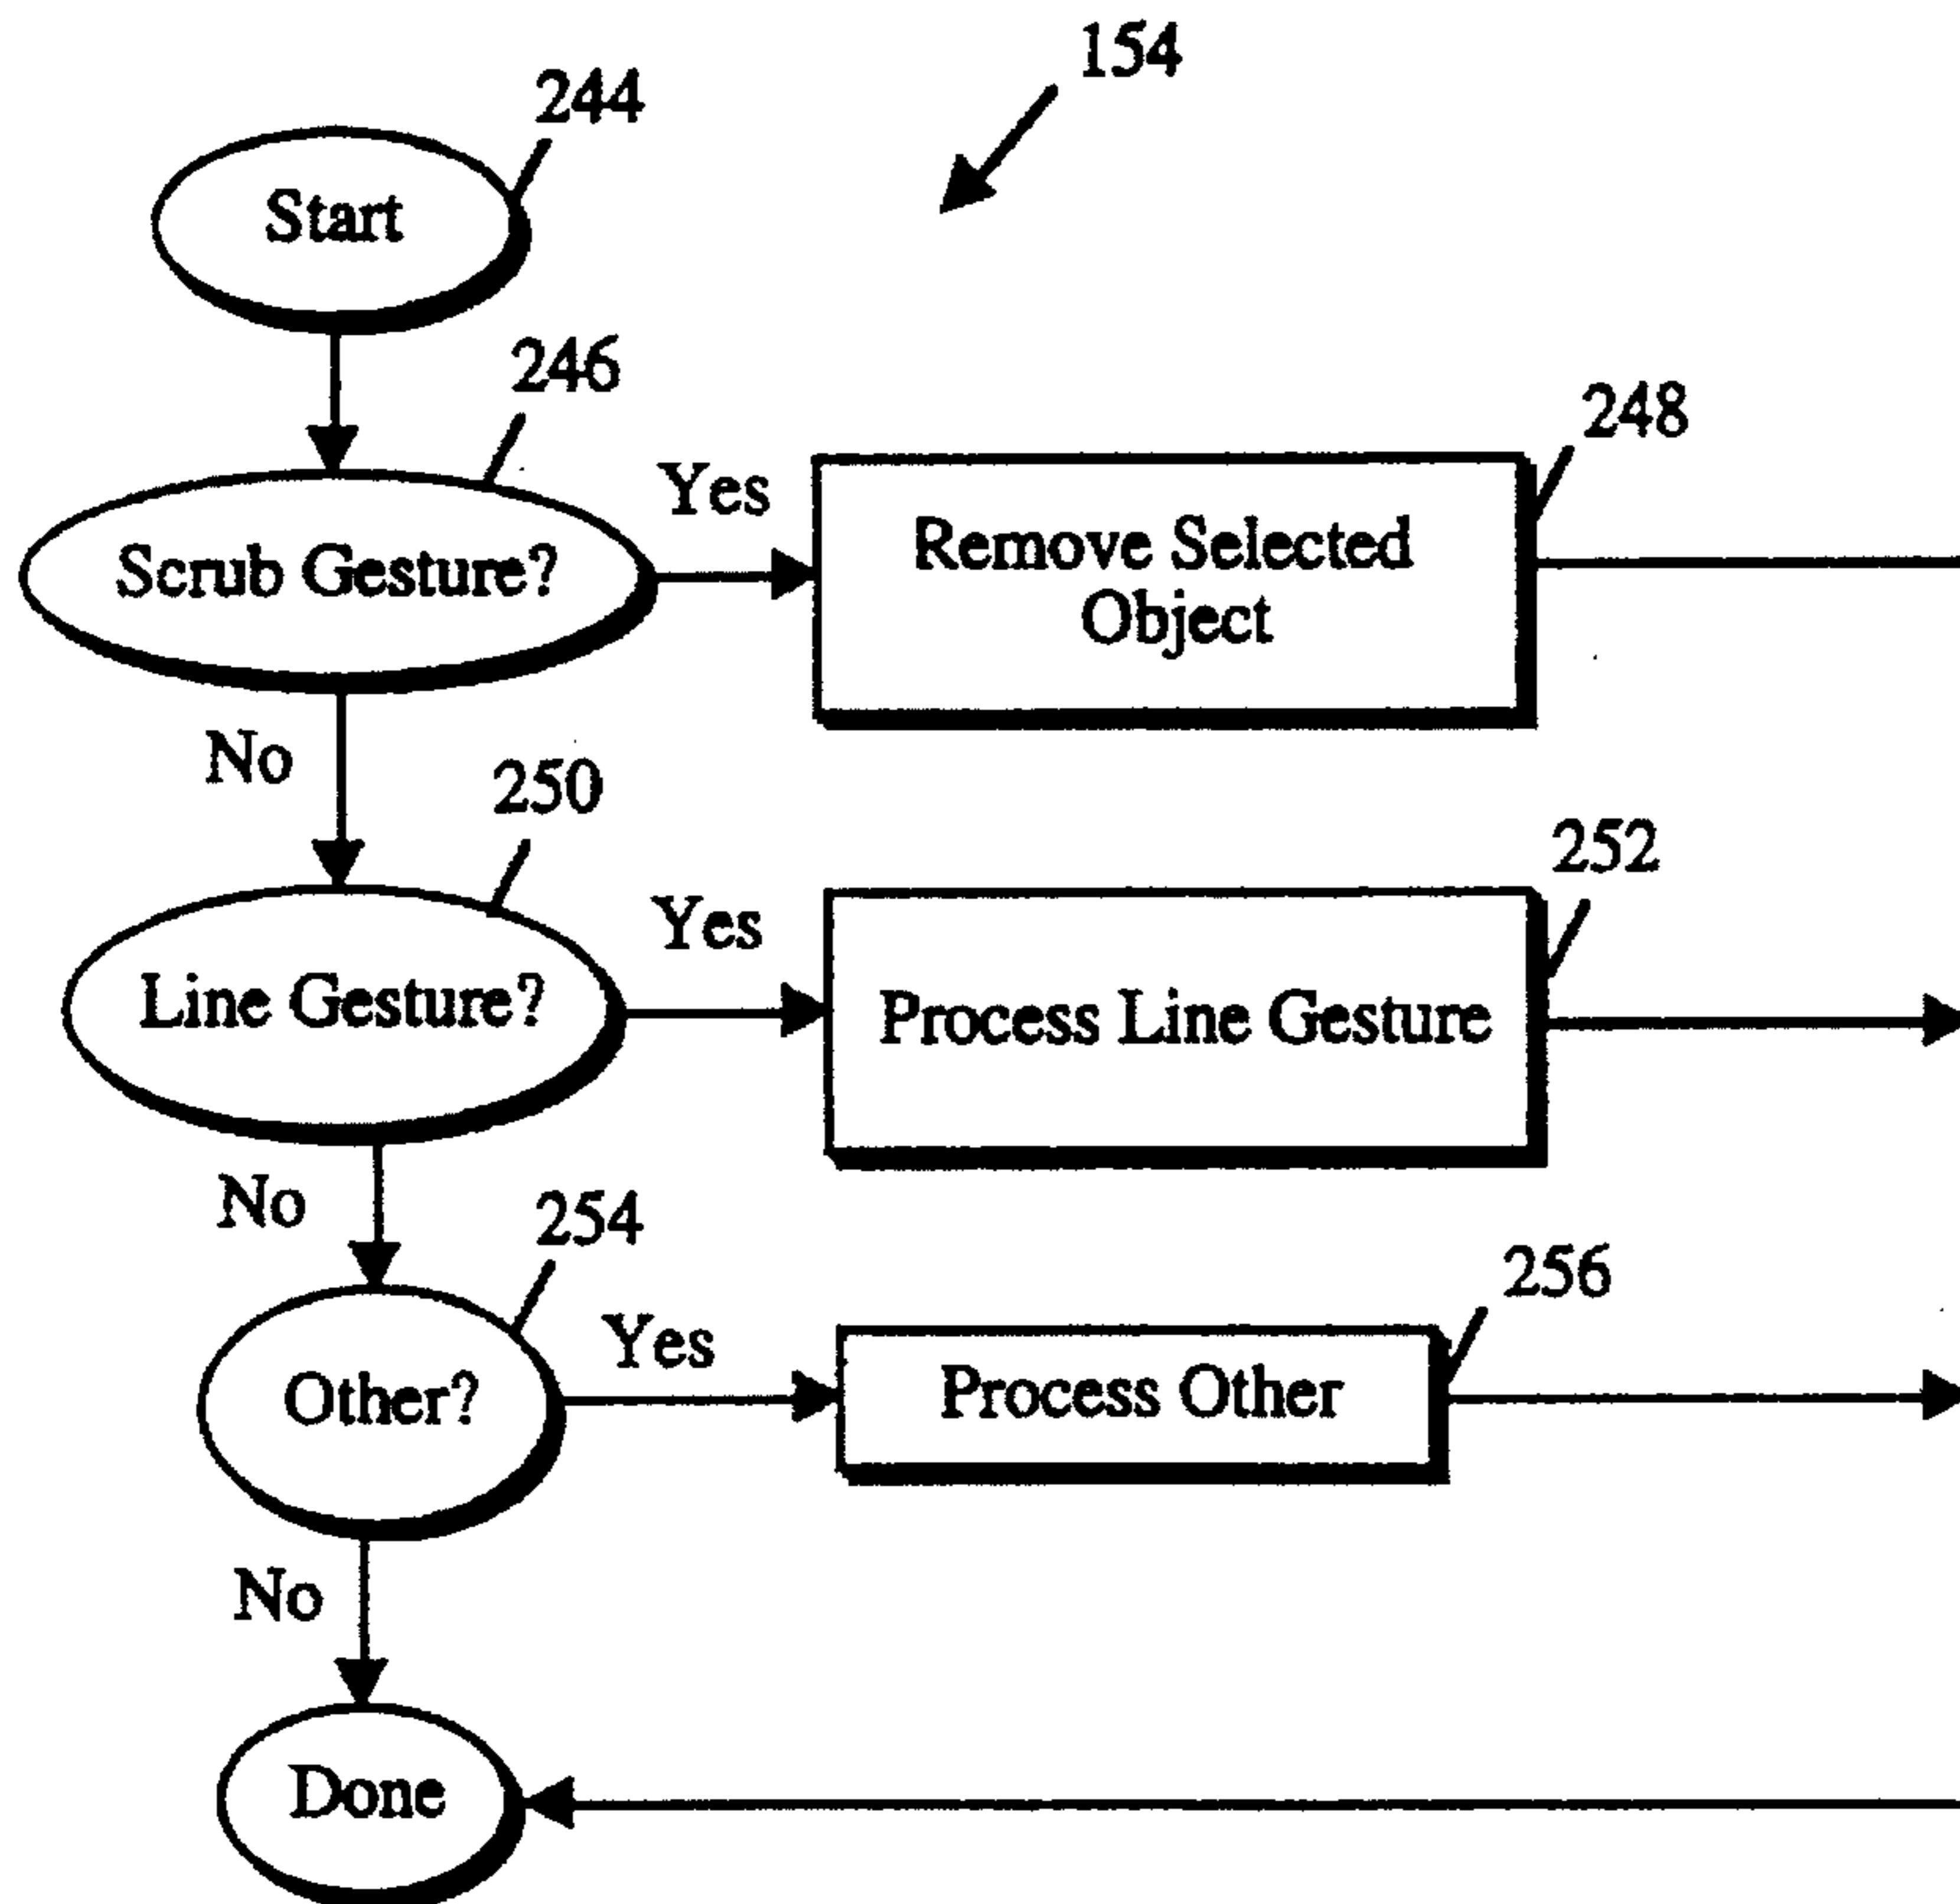 154
244
Start
246
248
Yes
Scrub Gesture?
Remove Selected
Object
No
250
252
Yes
Line Gesture?
Process Line Gesture
No
254
256
Yes
Other?
Process Other
No
Done